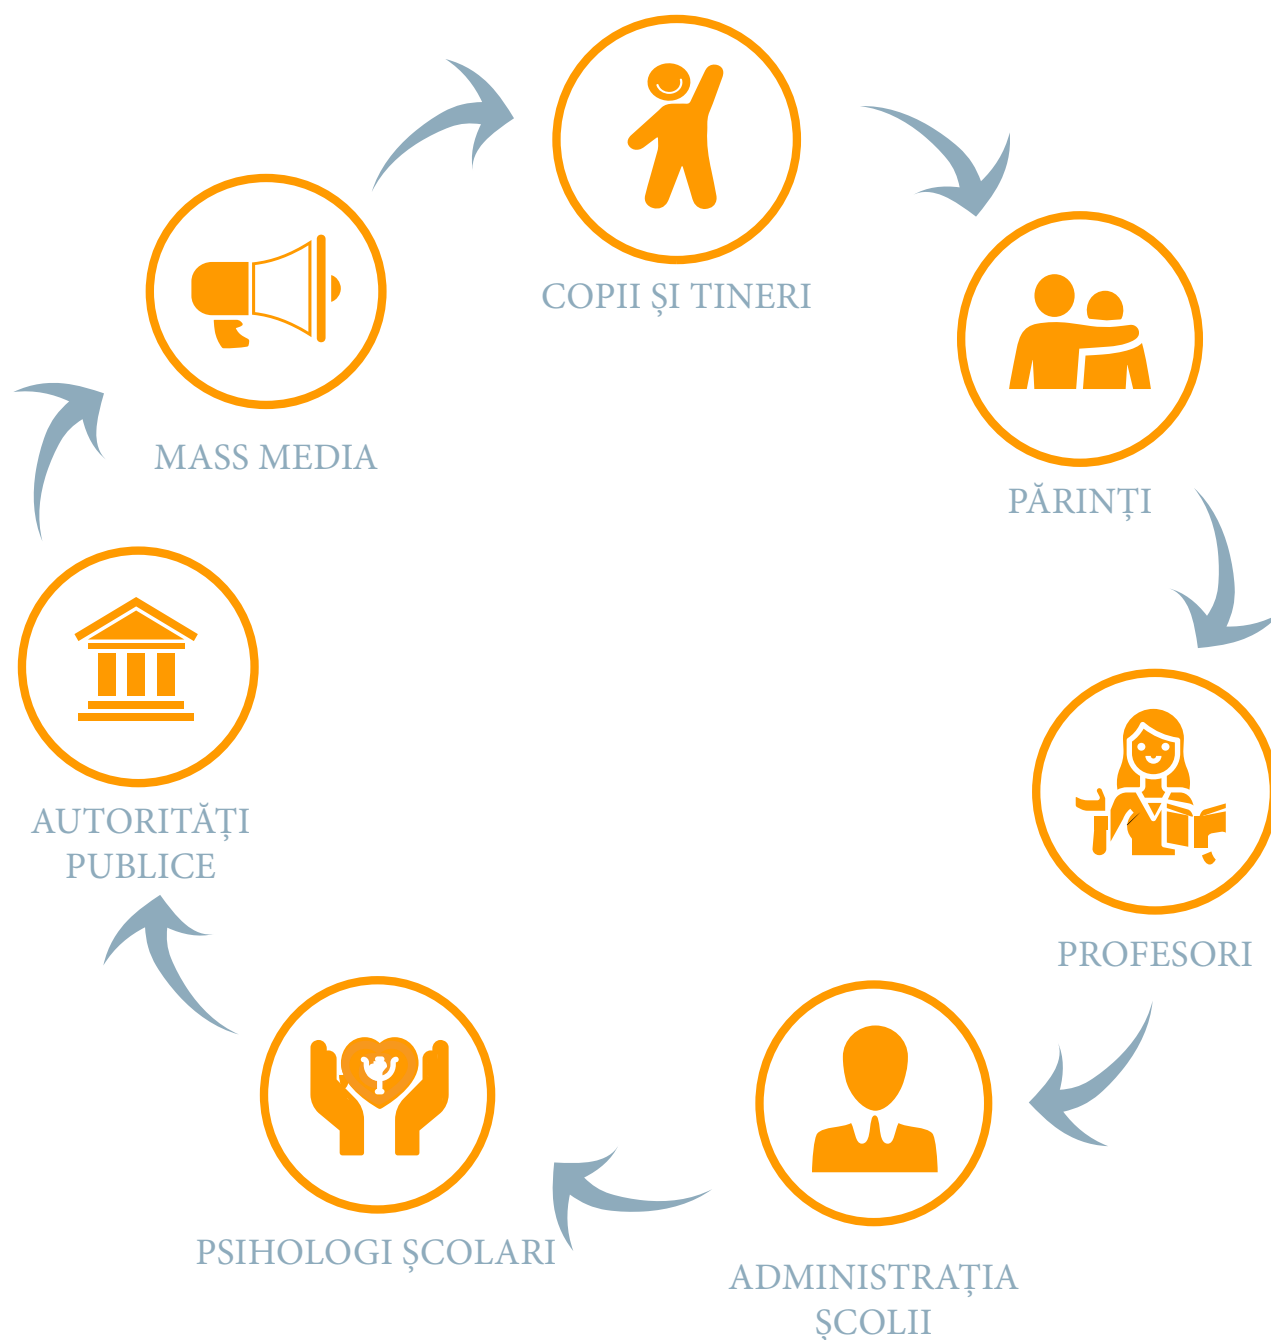 COPII ȘI TINERI
PĂRINȚI
PROFESORI
ADMINISTRAȚIA
ȘCOLII
PSIHOLOGI ȘCOLARI
AUTORITĂȚI
PUBLICE
MASS MEDIA